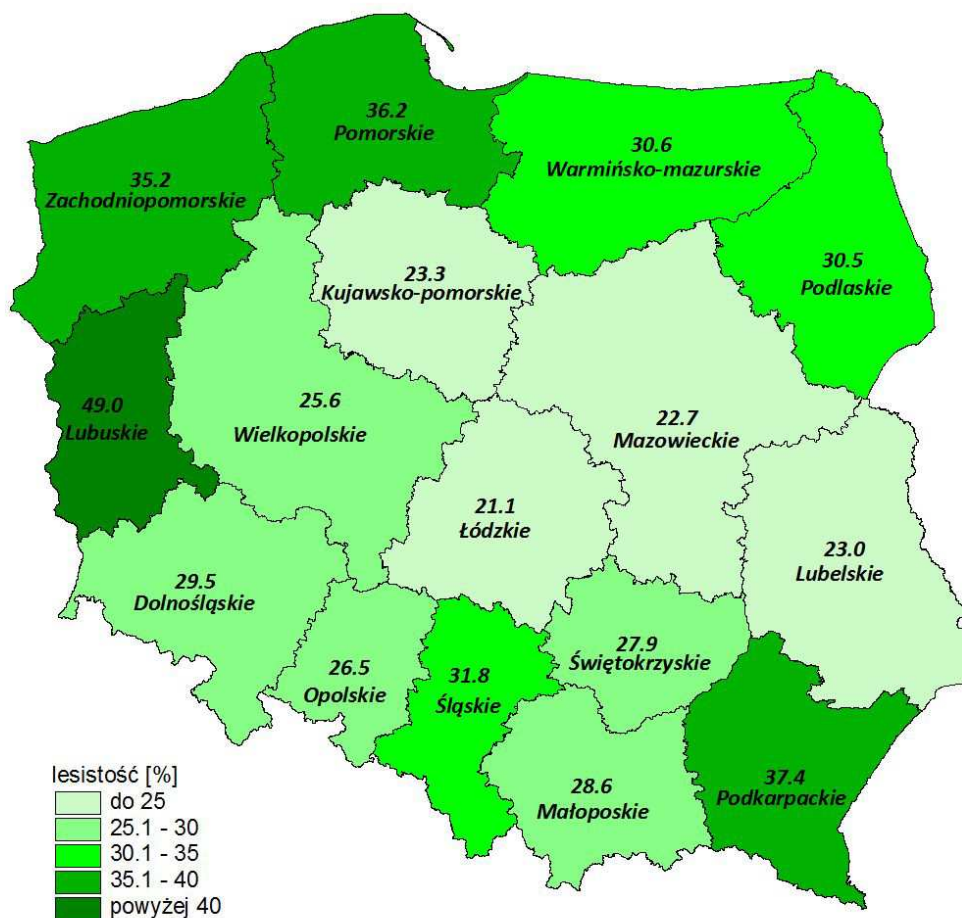 36.2
Pomorskie
30.6
Warmińsko-mazurskie
35.2
Zachodniopomorskie
30.5
Podlaskie
23.3
Kujawsko-pomorskie
49.0
Lubuskie
25.6
Wielkopolskie
22.7
Mazowieckie
21.1
Łódzkie
23.0
Lubelskie
29.5
Dolnośląskie
27.9
Świętokrzyskie
26.5
Opolskie
31.8
Śląskie
28.6
Małoposkie
37.4
Podkarpackie
lesistość [%]
do 25
25.1 - 30
30.1 - 35
35.1 - 40
powyżej 40